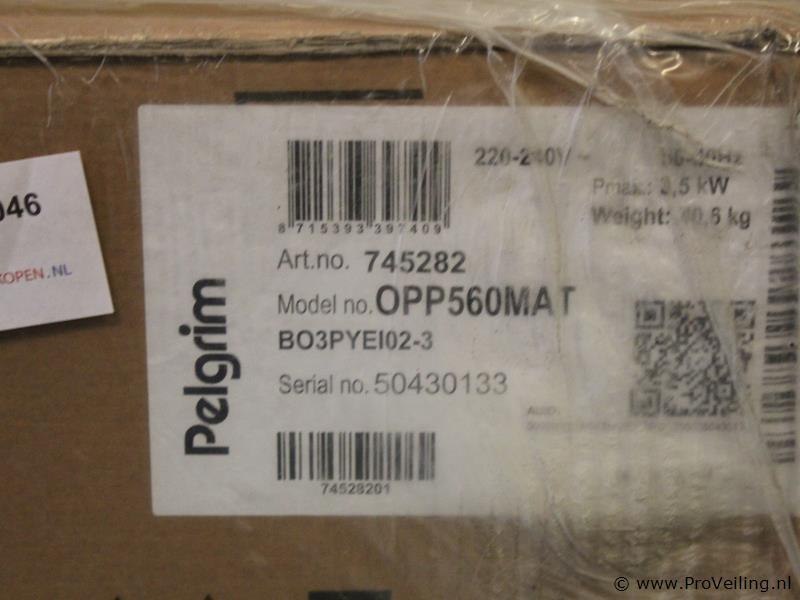 046
KOPEN.NL
220-240V ~
Pmax: 3,5 kW
Weight: 40,6 kg
8 715393 397409
Art.no. 745282
Model no. OPP560MAT
BO3PYEI02-3
Serial no. 50430133
Pelgrim
74528201
© www.ProVeiling.nl